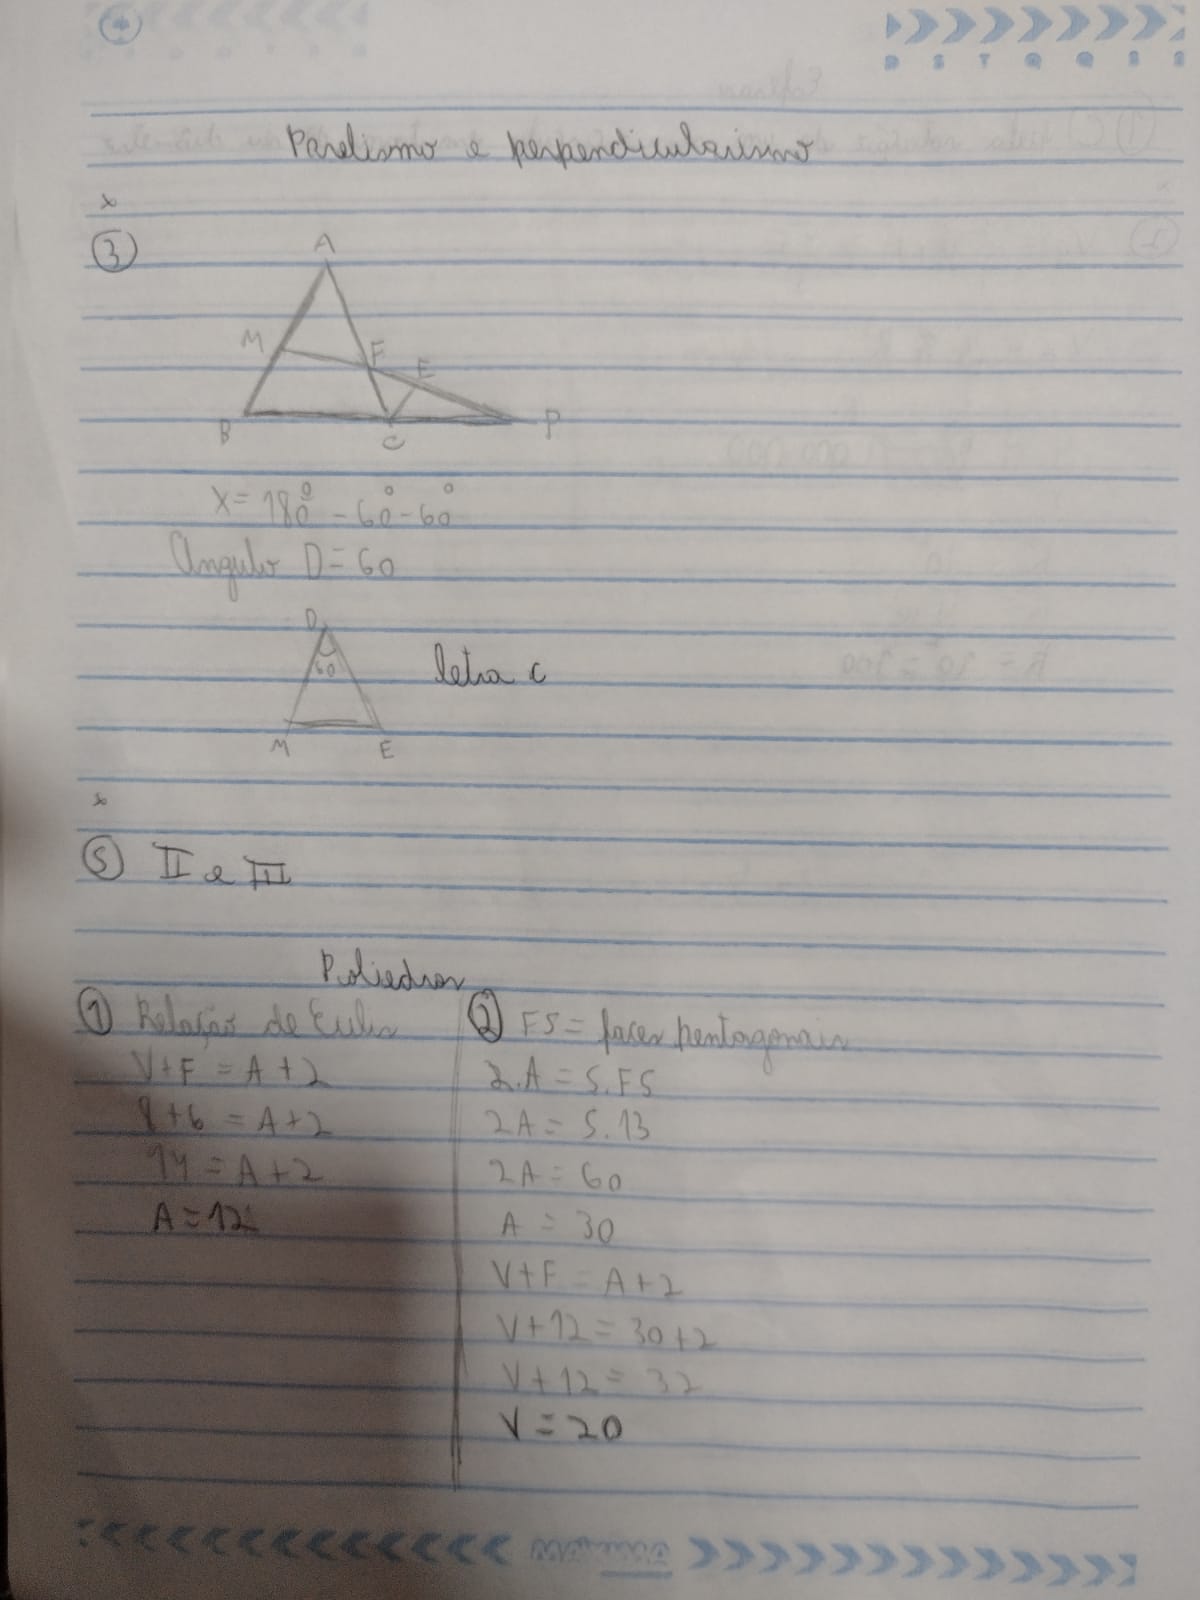 D S T Q Q S S
Paralismo e perpendicularismo
x
③
A
M
F
E
B
C
P
X = 180° - 60° - 60°
Angulo D = 60
D
60
letra c
M
E
x
⑤ II e III
Poliedros
① Relação de Euler
V+F = A+2
8+6 = A+2
14 = A+2
A = 12
② F5 = faces pentagonais
2.A = 5.F5
2A = 5.13
2A = 60
A = 30
V+F = A+2
V+12 = 30+2
V+12 = 32
V = 20